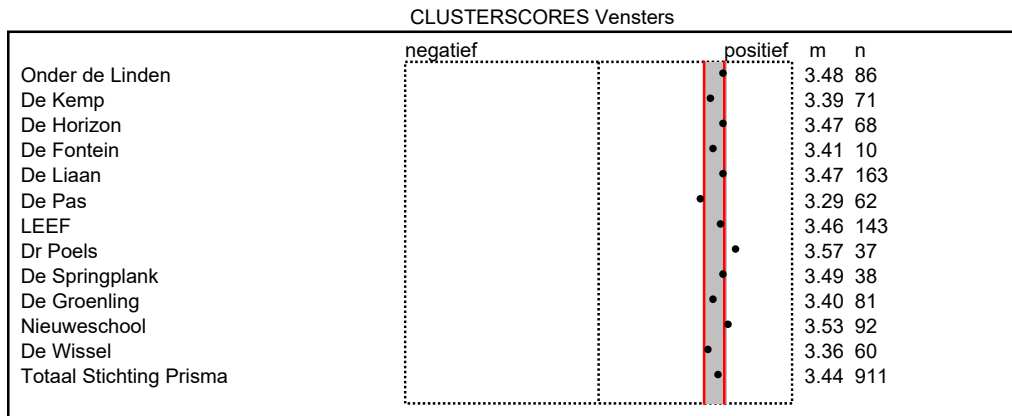 CLUSTERSCORES Vensters
negatief positief m n
Onder de Linden 3.48 86
De Kemp 3.39 71
De Horizon 3.47 68
De Fontein 3.41 10
De Liaan 3.47 163
De Pas 3.29 62
LEEF 3.46 143
Dr Poels 3.57 37
De Springplank 3.49 38
De Groenling 3.40 81
Nieuweschool 3.53 92
De Wissel 3.36 60
Totaal Stichting Prisma 3.44 911